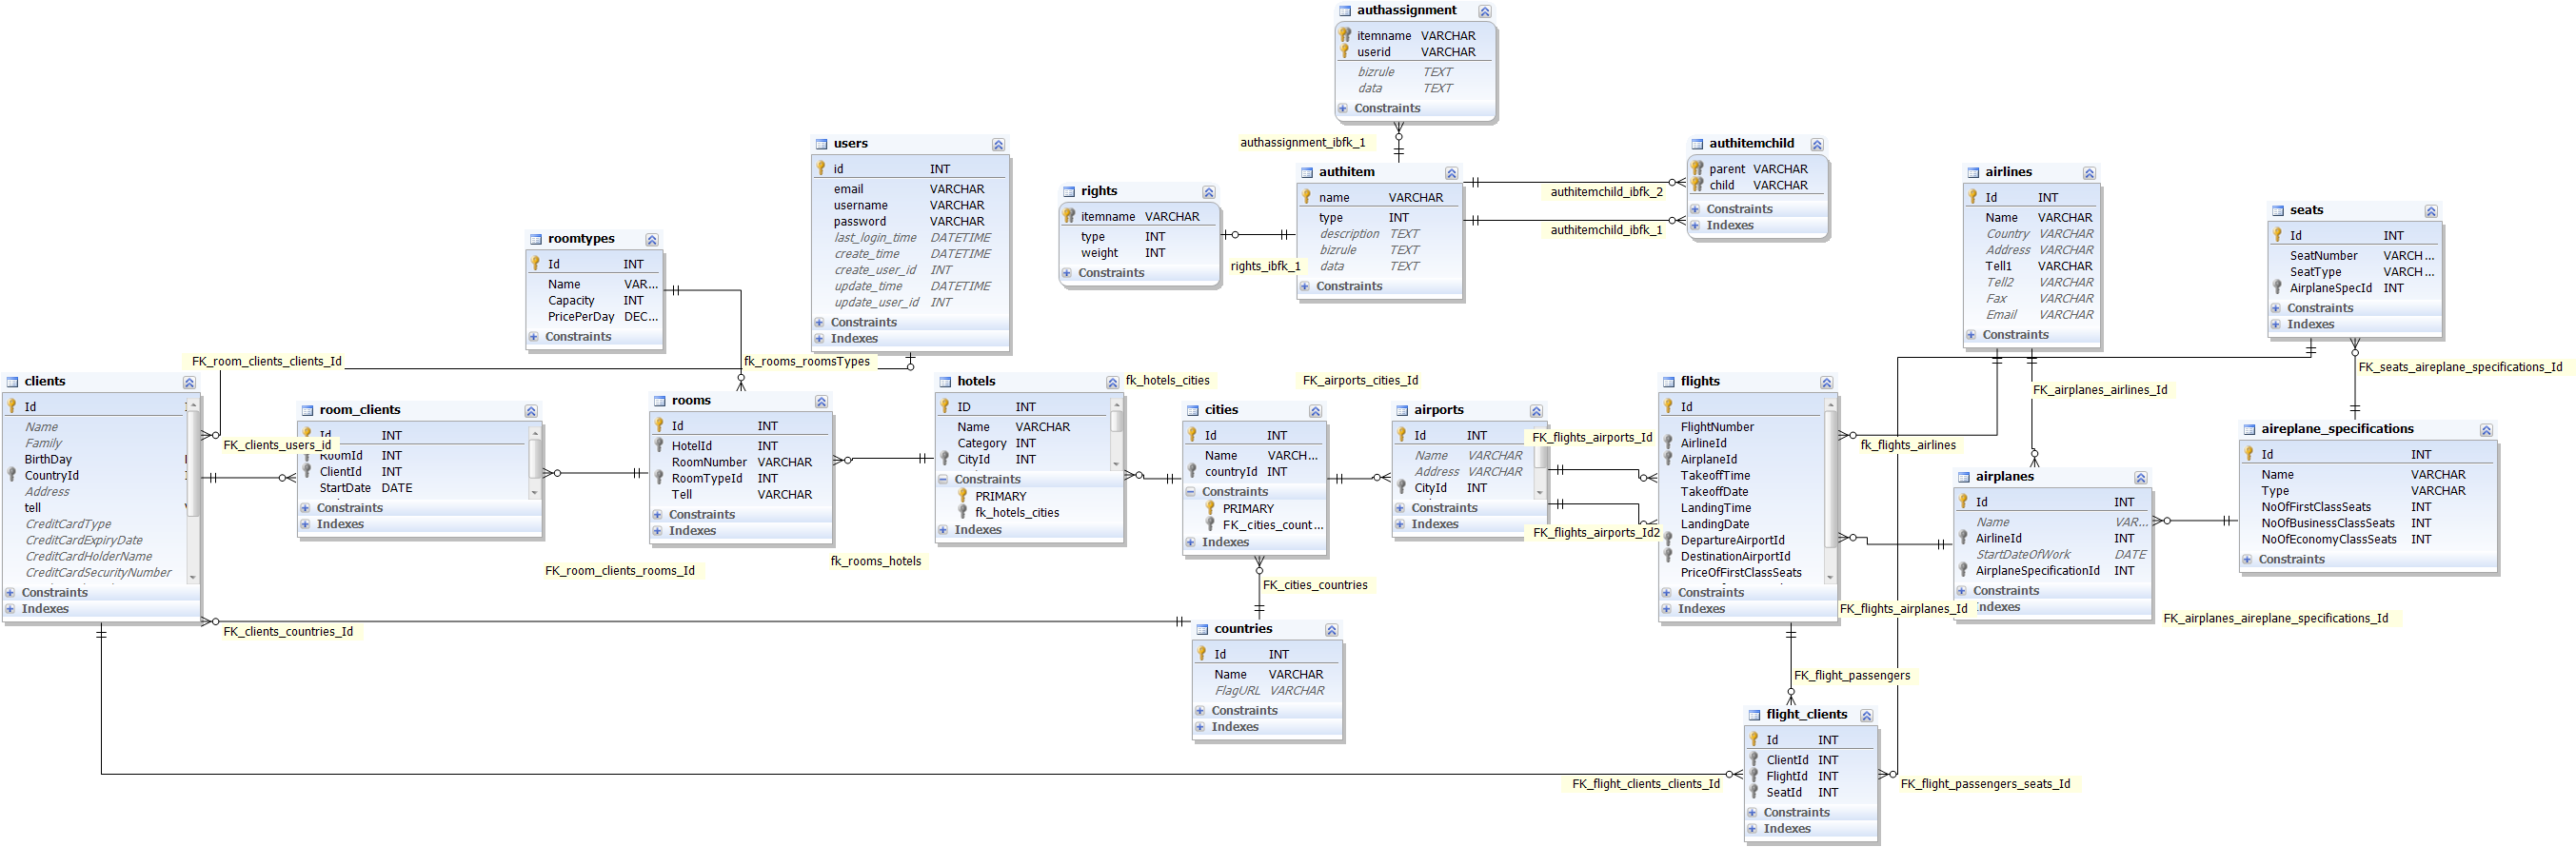 authassignment
itemname VARCHAR
userid VARCHAR
bizrule TEXT
data TEXT
Constraints
authassignment_ibfk_1
users
id INT
email VARCHAR
username VARCHAR
password VARCHAR
last_login_time DATETIME
create_time DATETIME
create_user_id INT
update_time DATETIME
update_user_id INT
Constraints
Indexes
rights
itemname VARCHAR
type INT
weight INT
Constraints
rights_ibfk_1
authitem
name VARCHAR
type INT
description TEXT
bizrule TEXT
data TEXT
Constraints
authitemchild_ibfk_2
authitemchild_ibfk_1
authitemchild
parent VARCHAR
child VARCHAR
Constraints
Indexes
airlines
Id INT
Name VARCHAR
Country VARCHAR
Address VARCHAR
Tell1 VARCHAR
Tell2 VARCHAR
Fax VARCHAR
Email VARCHAR
Constraints
seats
Id INT
SeatNumber VARCH...
SeatType VARCH...
AirplaneSpecId INT
Constraints
Indexes
roomtypes
Id INT
Name VAR...
Capacity INT
PricePerDay DEC...
Constraints
FK_room_clients_clients_Id
fk_rooms_roomsTypes
clients
Id
Name
Family
BirthDay
CountryId
Address
tell
CreditCardType
CreditCardExpiryDate
CreditCardHolderName
CreditCardSecurityNumber
Constraints
Indexes
FK_clients_users_id
room_clients
Id INT
RoomId INT
ClientId INT
StartDate DATE
Constraints
Indexes
FK_room_clients_rooms_Id
rooms
Id INT
HotelId INT
RoomNumber VARCHAR
RoomTypeId INT
Tell VARCHAR
Constraints
Indexes
fk_rooms_hotels
hotels
ID INT
Name VARCHAR
Category INT
CityId INT
Constraints
PRIMARY
fk_hotels_cities
Indexes
fk_hotels_cities
cities
Id INT
Name VARCH...
countryId INT
Constraints
PRIMARY
FK_cities_count...
Indexes
FK_cities_countries
FK_airports_cities_Id
airports
Id INT
Name VARCHAR
Address VARCHAR
CityId INT
Constraints
Indexes
FK_flights_airports_Id
FK_flights_airports_Id2
flights
Id
FlightNumber
AirlineId
AirplaneId
TakeoffTime
TakeoffDate
LandingTime
LandingDate
DepartureAirportId
DestinationAirportId
PriceOfFirstClassSeats
Constraints
Indexes
fk_flights_airlines
FK_airplanes_airlines_Id
FK_seats_aireplane_specifications_Id
airplanes
Id INT
Name VAR...
AirlineId INT
StartDateOfWork DATE
AirplaneSpecificationId INT
Constraints
Indexes
FK_flights_airplanes_Id
FK_airplanes_aireplane_specifications_Id
aireplane_specifications
Id INT
Name VARCHAR
Type VARCHAR
NoOfFirstClassSeats INT
NoOfBusinessClassSeats INT
NoOfEconomyClassSeats INT
Constraints
FK_clients_countries_Id
countries
Id INT
Name VARCHAR
FlagURL VARCHAR
Constraints
Indexes
FK_flight_passengers
flight_clients
Id INT
ClientId INT
FlightId INT
SeatId INT
Constraints
Indexes
FK_flight_clients_clients_Id
FK_flight_passengers_seats_Id